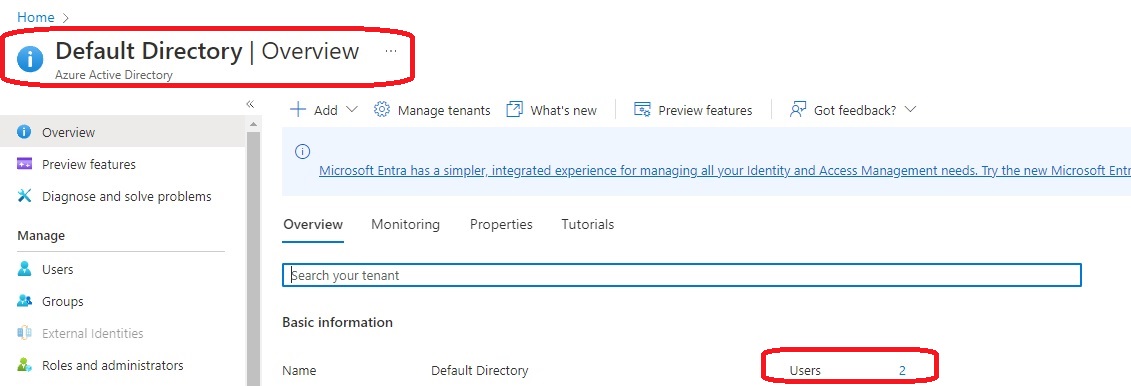 Home >
Default Directory | Overview ...
Azure Active Directory
«
Overview
Preview features
Diagnose and solve problems
Manage
Users
Groups
External Identities
Roles and administrators
Add Manage tenants What's new Preview features Got feedback?
Microsoft Entra has a simpler, integrated experience for managing all your Identity and Access Management needs. Try the new Microsoft Entr
Overview Monitoring Properties Tutorials
Search your tenant
Basic information
Name Default Directory Users 2